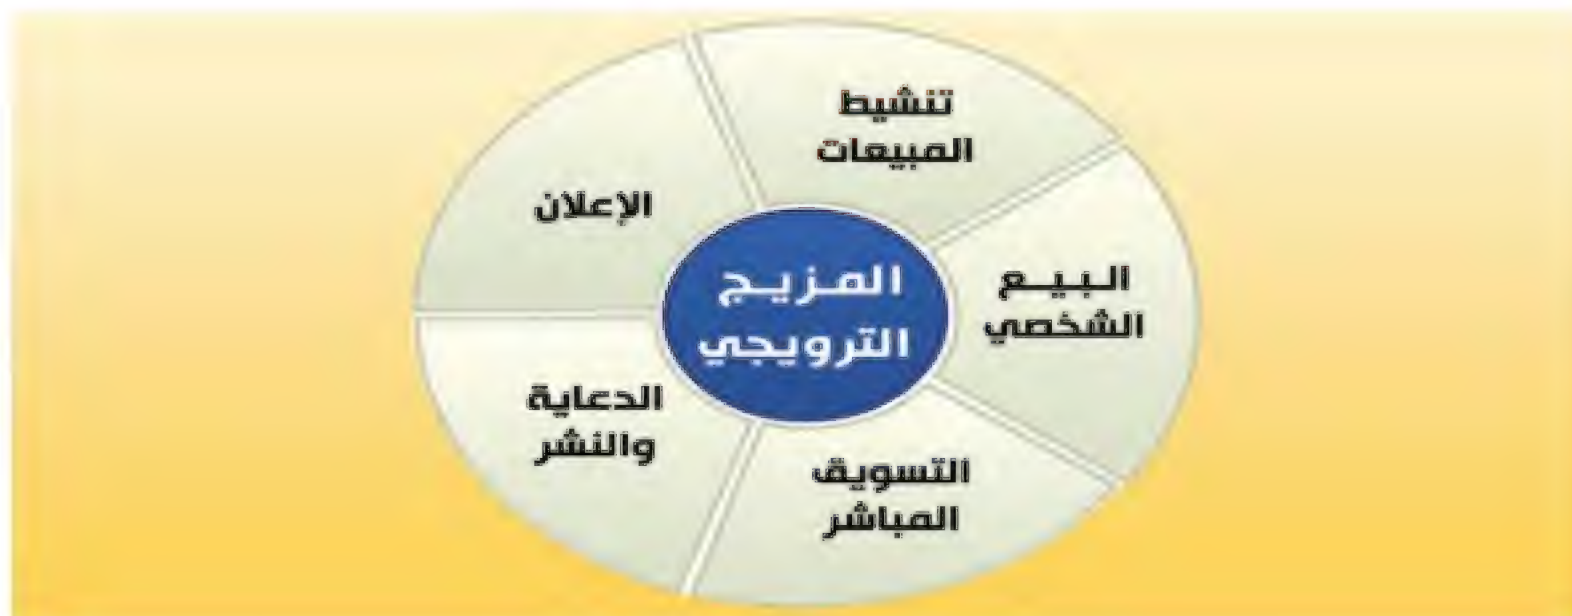 تنشيط
المبيعات
الإعلان
المزيج
الترويجي
البيع
الشخصي
الدعاية
والنشر
التسويق
المباشر